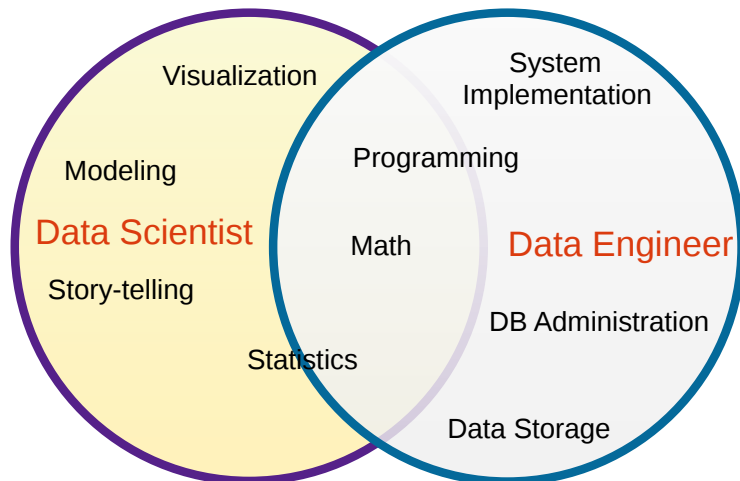 Visualization
System
Implementation
Programming
Modeling
Data Scientist
Math
Data Engineer
Story-telling
DB Administration
Statistics
Data Storage